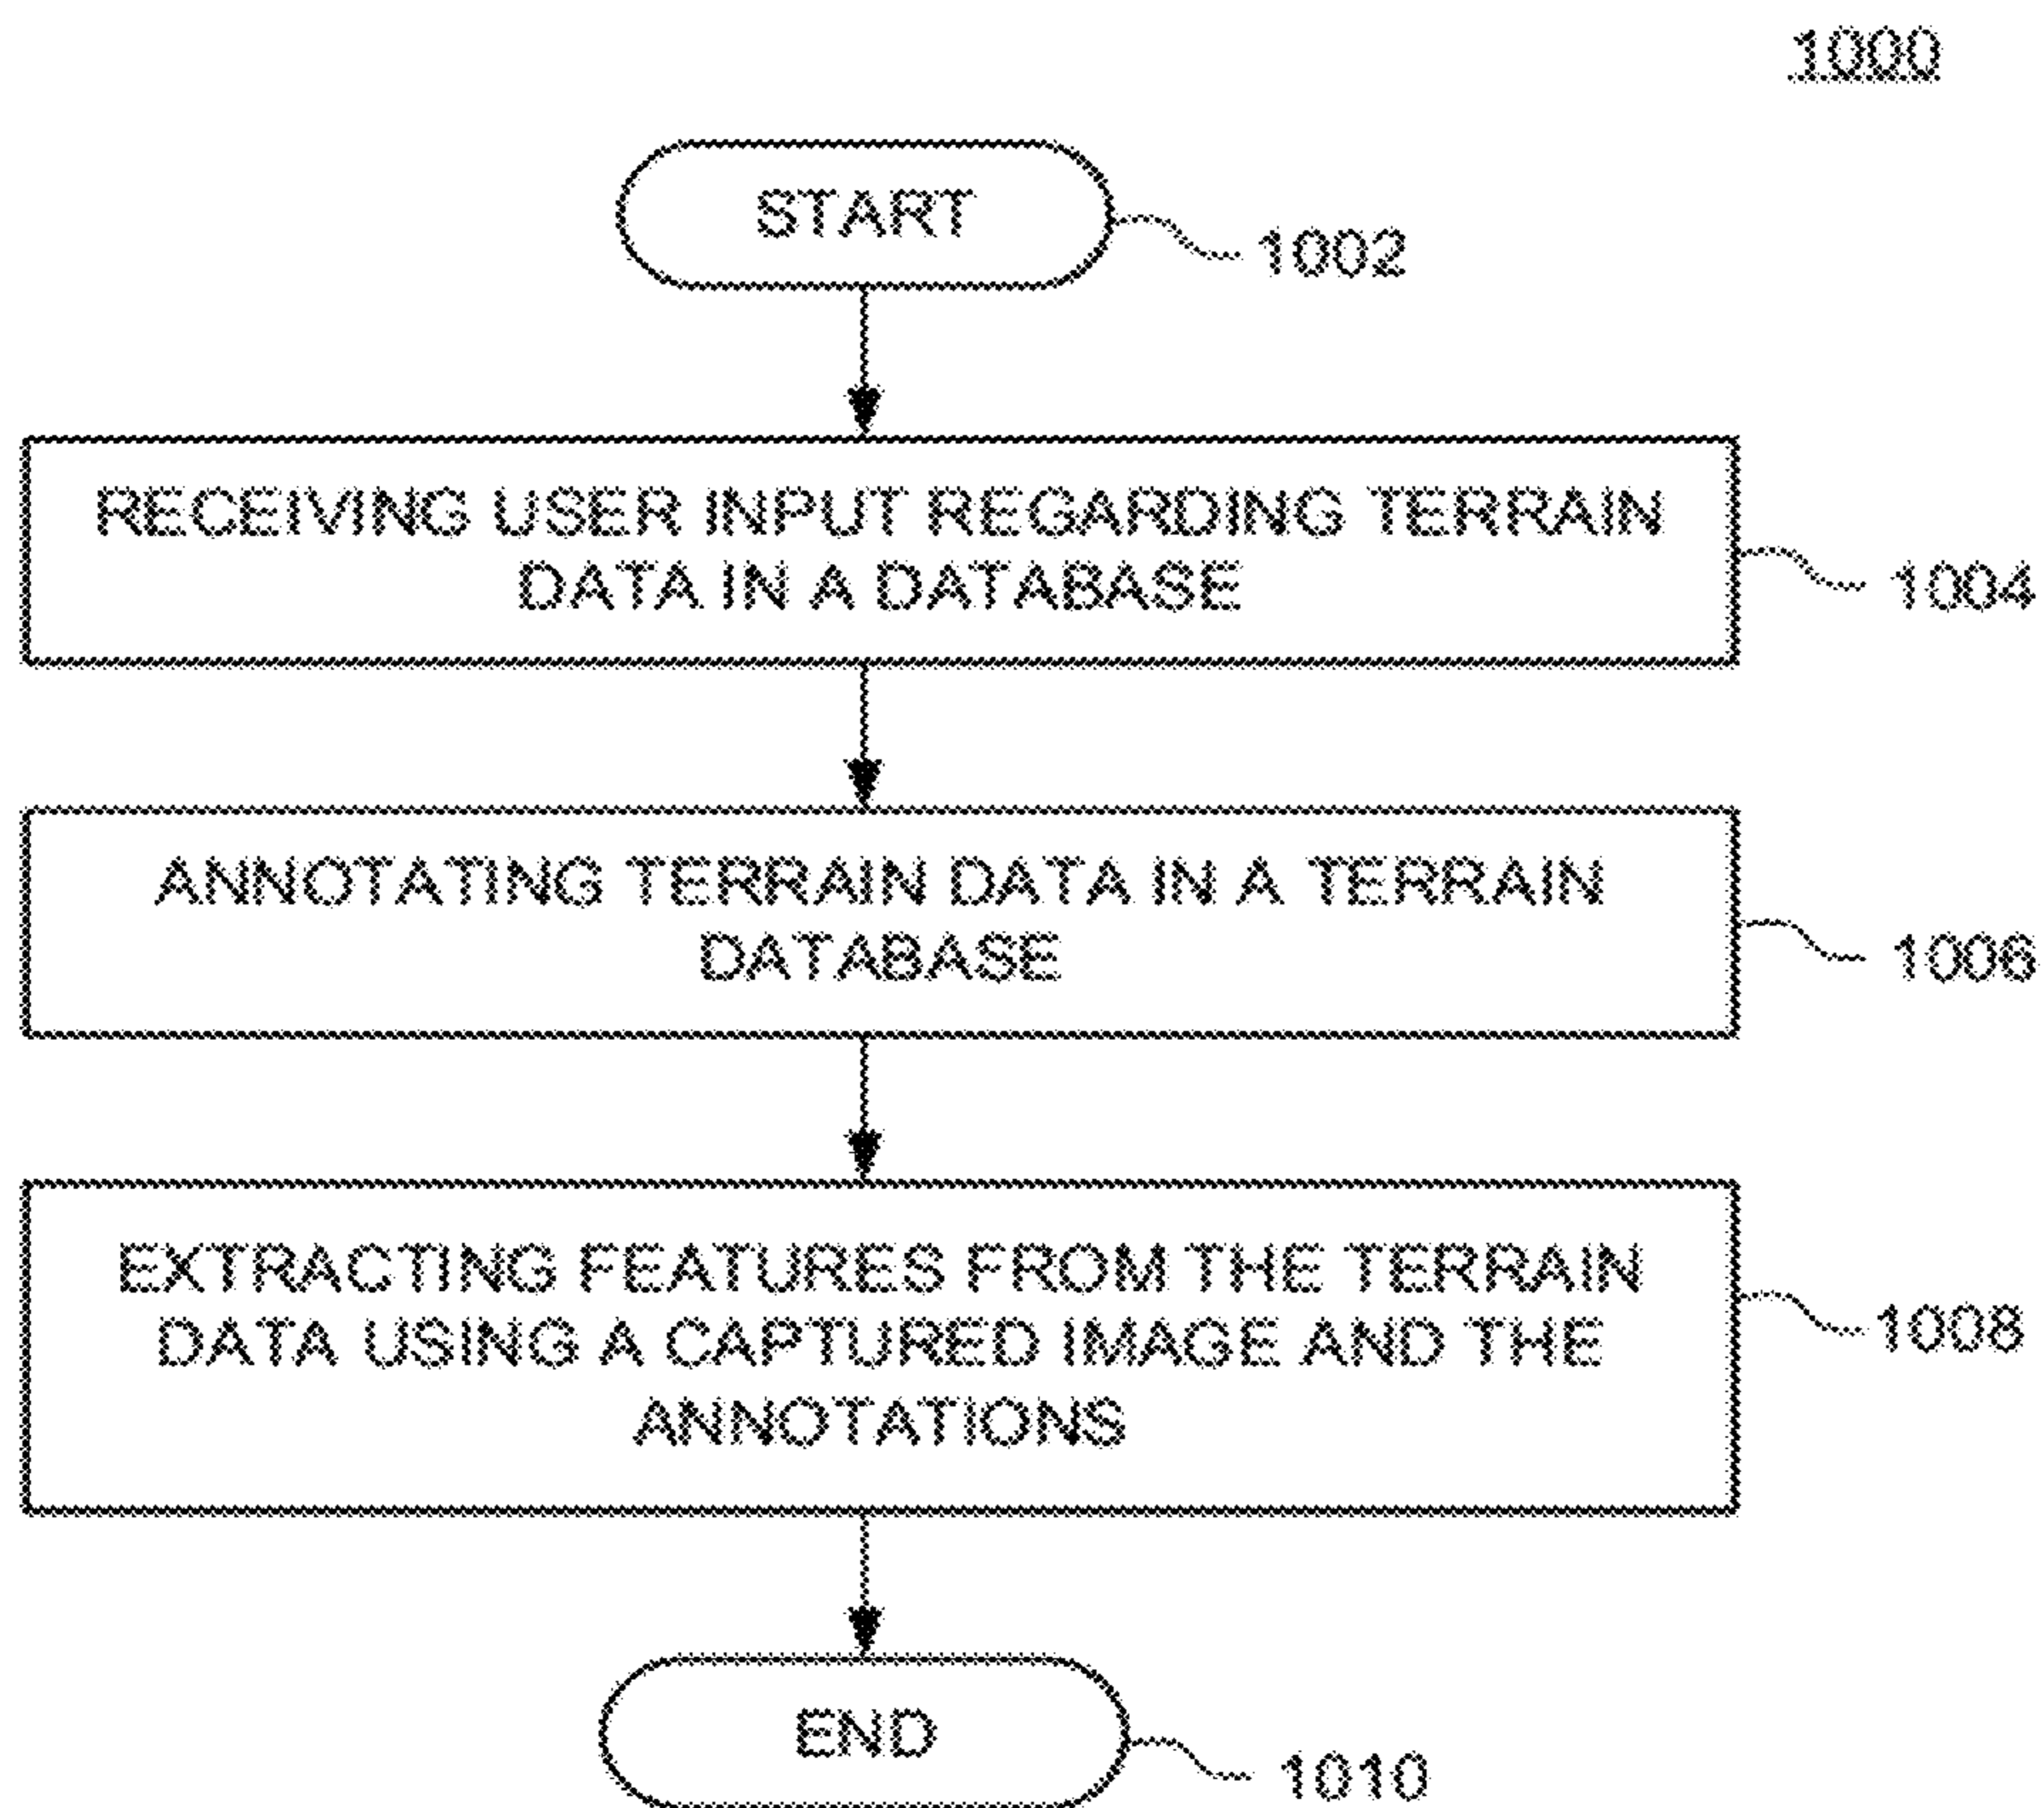 1000
START
1002
RECEIVING USER INPUT REGARDING TERRAIN
DATA IN A DATABASE
1004
ANNOTATING TERRAIN DATA IN A TERRAIN
DATABASE
1006
EXTRACTING FEATURES FROM THE TERRAIN
DATA USING A CAPTURED IMAGE AND THE
ANNOTATIONS
1008
END
1010